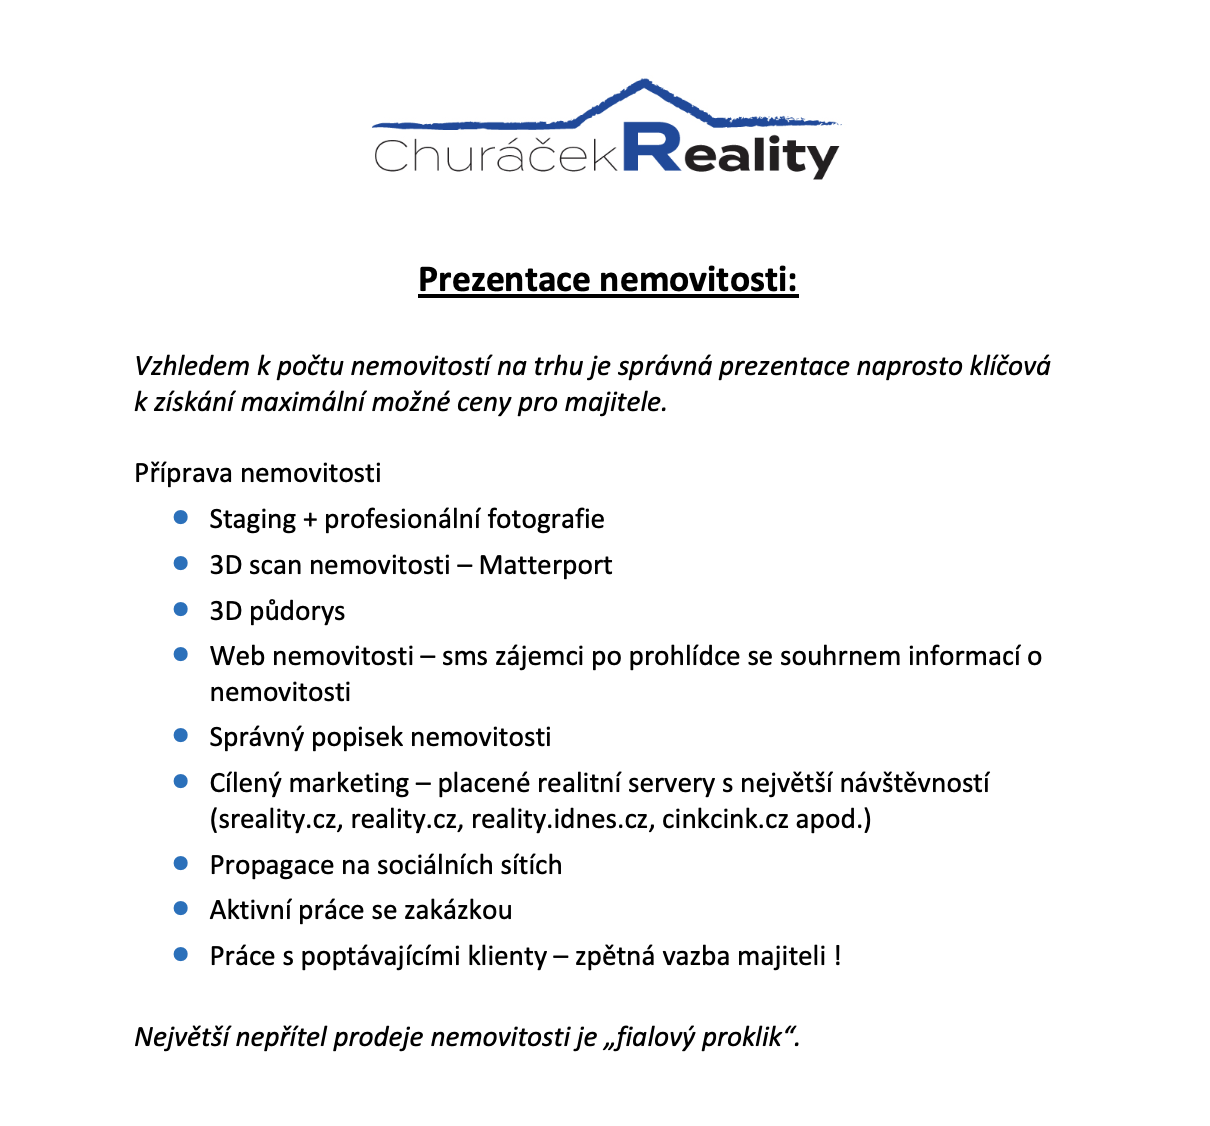 Churáček Reality
Prezentace nemovitosti:
Vzhledem k počtu nemovitostí na trhu je správná prezentace naprosto klíčová
k získání maximální možné ceny pro majitele.
Příprava nemovitosti
● Staging + profesionální fotografie
● 3D scan nemovitosti – Matterport
● 3D půdorys
● Web nemovitosti – sms zájemci po prohlídce se souhrnem informací o
nemovitosti
● Správný popisek nemovitosti
● Cílený marketing – placené realitní servery s největší návštěvností
(sreality.cz, reality.cz, reality.idnes.cz, cinkcink.cz apod.)
● Propagace na sociálních sítích
● Aktivní práce se zakázkou
● Práce s poptávajícími klienty – zpětná vazba majiteli !
Největší nepřítel prodeje nemovitosti je „fialový proklik“.